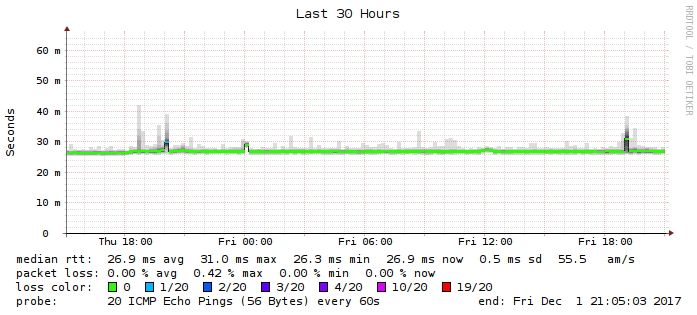 Last 30 Hours
RRDTOOL / TOBI OETIKER
Seconds
60 m
50 m
40 m
30 m
20 m
10 m
0
Thu 18:00 Fri 00:00 Fri 06:00 Fri 12:00 Fri 18:00
median rtt: 26.9 ms avg 31.0 ms max 26.3 ms min 26.9 ms now 0.5 ms sd 55.5 am/s
packet loss: 0.00 % avg 0.42 % max 0.00 % min 0.00 % now
loss color: 0 1/20 2/20 3/20 4/20 10/20 19/20
probe: 20 ICMP Echo Pings (56 Bytes) every 60s end: Fri Dec 1 21:05:03 2017